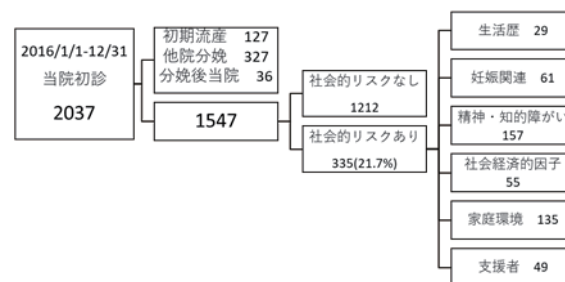 2016/1/1-12/31
当院初診
2037
初期流産 127
他院分娩 327
分娩後当院 36
1547
社会的リスクなし
1212
社会的リスクあり
335(21.7%)
生活歴 29
妊娠関連 61
精神・知的障がい
157
社会経済的因子
55
家庭環境 135
支援者 49